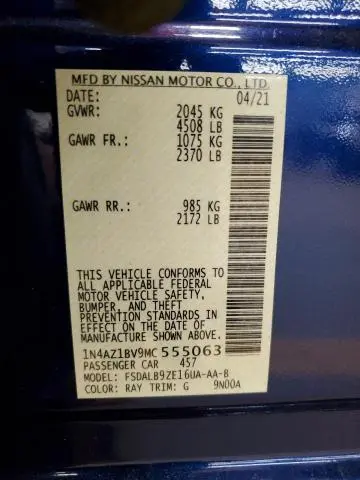 MFD BY NISSAN MOTOR CO., LTD.
DATE: 04/21
GVWR: 2045 KG
4508 LB
GAWR FR.: 1075 KG
2370 LB
GAWR RR.: 985 KG
2172 LB
THIS VEHICLE CONFORMS TO
ALL APPLICABLE FEDERAL
MOTOR VEHICLE SAFETY,
BUMPER, AND THEFT
PREVENTION STANDARDS IN
EFFECT ON THE DATE OF
MANUFACTURE SHOWN ABOVE.
1N4AZ1BV9MC 555063
PASSENGER CAR 457
MODEL: FSDALB9ZE16UA-AA-B
COLOR: RAY TRIM: G 9N00A